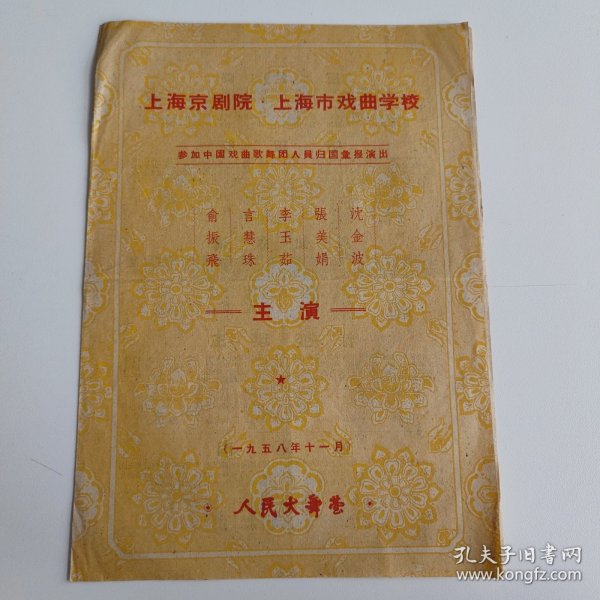 上海京剧院·上海市戏曲学校
参加中国戏曲歌舞团人員归国彙报演出
俞振飛
言慧珠
李玉茹
張美娟
沈金波
主演
(一九五八年十一月)
人民大舞台
孔夫子旧書网
www.kongfz.com